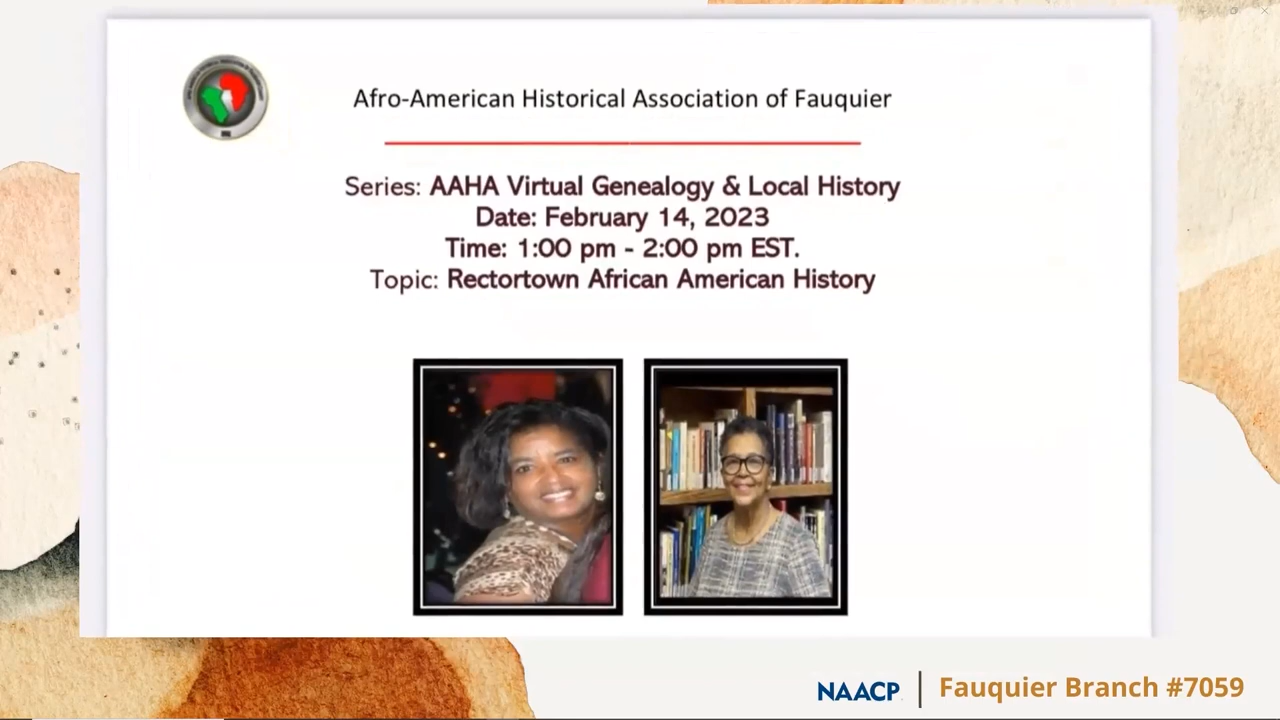 Afro-American Historical Association of Fauquier
Series: AAHA Virtual Genealogy & Local History
Date: February 14, 2023
Time: 1:00 pm - 2:00 pm EST.
Topic: Rectortown African American History
NAACP | Fauquier Branch #7059